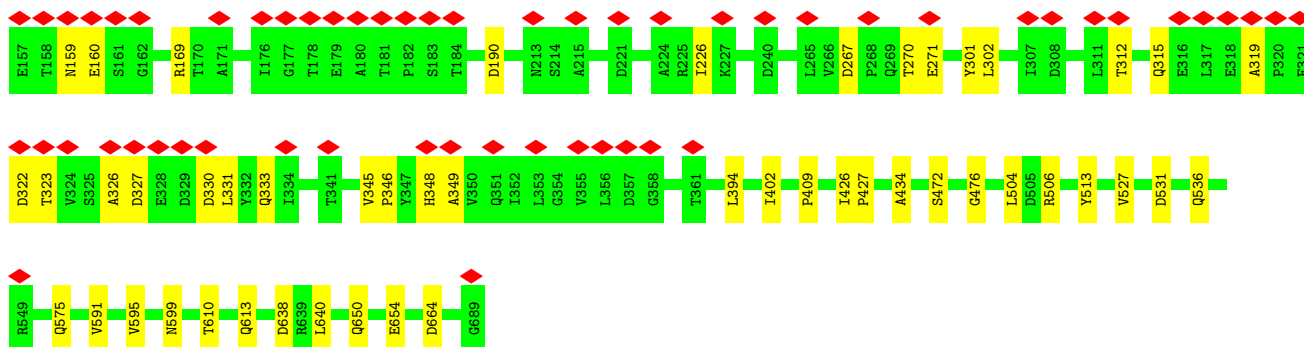 E157 T158 N159 E160 S161 G162 R169 T170 A171 I176 G177 T178 E179 A180 T181 P182 S183 T184 D190 N213 S214 A215 D221 A224 R225 I226 K227 D240 L265 V266 D267 P268 Q269 T270 E271 Y301 L302 I307 D308 L311 T312 Q315 E316 L317 E318 A319 P320 E321
D322 T323 V324 S325 A326 D327 E328 D329 D330 L331 Y332 Q333 I334 T341 V345 P346 Y347 H348 A349 V350 Q351 I352 L353 G354 V355 L356 D357 G358 T361 L394 I402 P409 I426 P427 A434 S472 G476 L504 D505 R506 Y513 V527 D531 Q536
R549 Q575 V591 V595 N599 T610 Q613 D638 R639 L640 Q650 E654 D664 G689